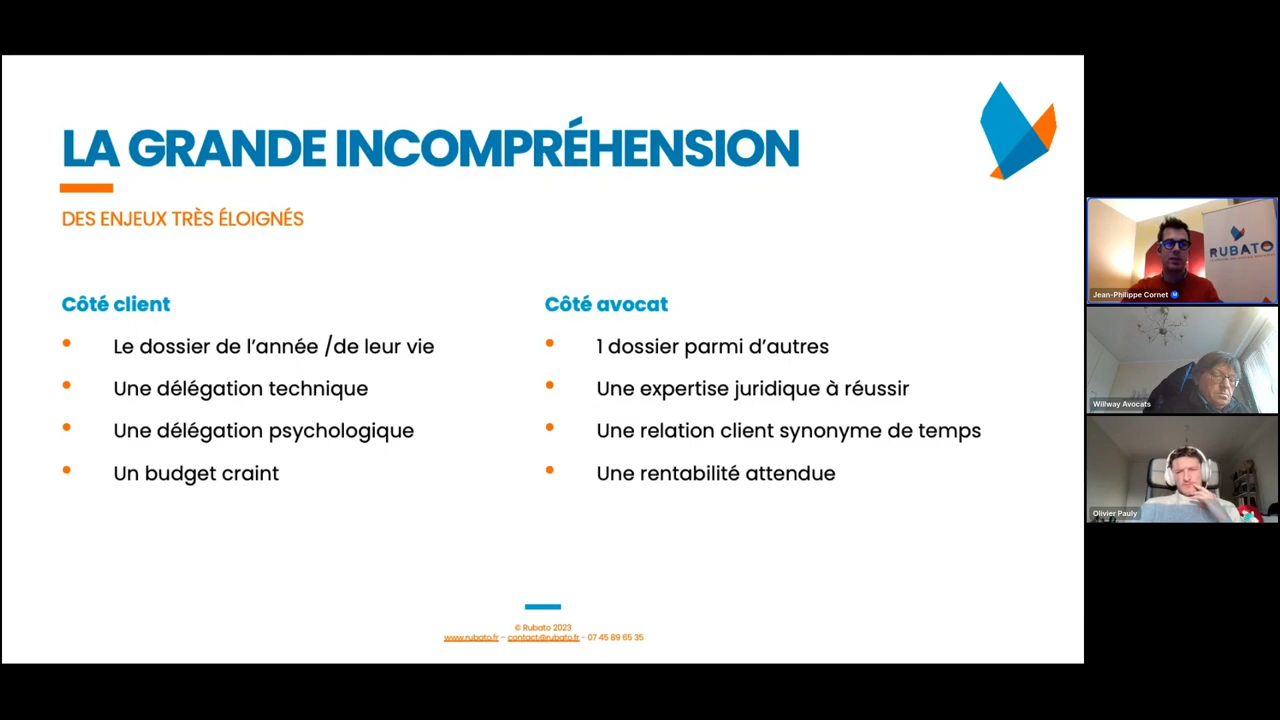 LA GRANDE INCOMPRÉHENSION
DES ENJEUX TRÈS ÉLOIGNÉS
Côté client
• Le dossier de l’année /de leur vie
• Une délégation technique
• Une délégation psychologique
• Un budget craint
Côté avocat
• 1 dossier parmi d’autres
• Une expertise juridique à réussir
• Une relation client synonyme de temps
• Une rentabilité attendue
© Rubato 2023
www.rubato.fr – contact@rubato.fr - 07 45 89 65 35
RUBATO
Jean-Philippe Cornet
Willway Avocats
Olivier Pauly